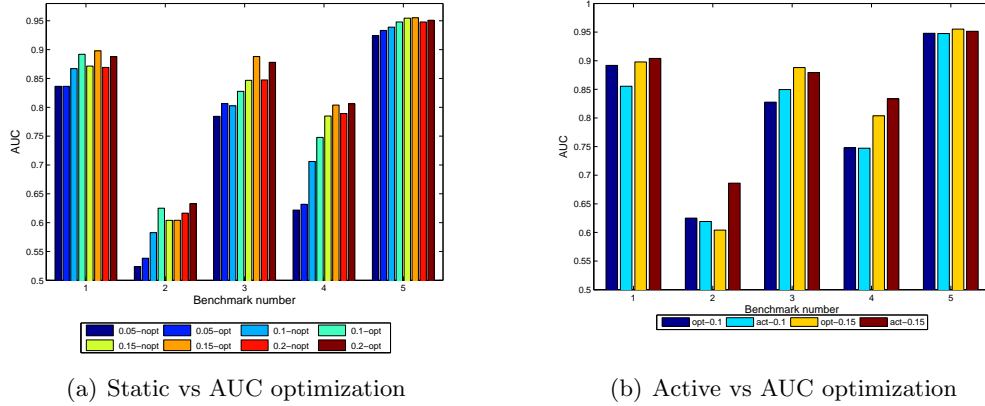 0.95
0.9
0.85
0.8
0.75
0.7
0.65
0.6
0.55
0.5
AUC
1 2 3 4 5
Benchmark number
0.05−nopt 0.05−opt 0.1−nopt 0.1−opt
0.15−nopt 0.15−opt 0.2−nopt 0.2−opt
(a) Static vs AUC optimization
1
0.95
0.9
0.85
0.8
0.75
0.7
0.65
0.6
0.55
0.5
AUC
1 2 3 4 5
Benchmark number
opt−0.1 act−0.1 opt−0.15 act−0.15
(b) Active vs AUC optimization